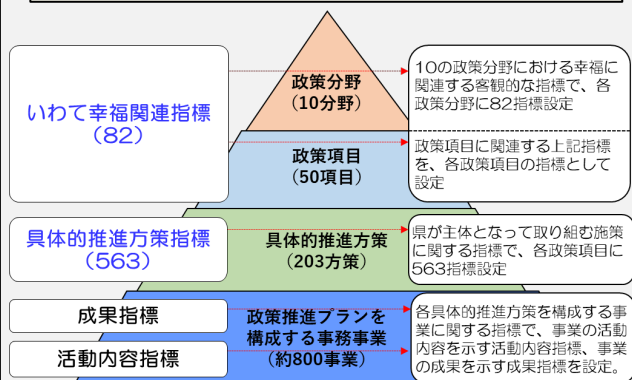 政策分野
（10分野）
いわて幸福関連指標
（82）
10の政策分野における幸福に
関連する客観的な指標で、各
政策分野に82指標設定
政策項目
（50項目）
政策項目に関連する上記指標
を、各政策項目の指標として
設定
具体的推進方策指標
（563）
具体的推進方策
（203方策）
県が主体となって取り組む施策
に関する指標で、各政策項目に
563指標設定
成果指標
活動内容指標
政策推進プランを
構成する事務事業
（約800事業）
各具体的推進方策を構成する事
業に関する指標で、事業の活動
内容を示す活動内容指標、事業
の成果を示す成果指標を設定。